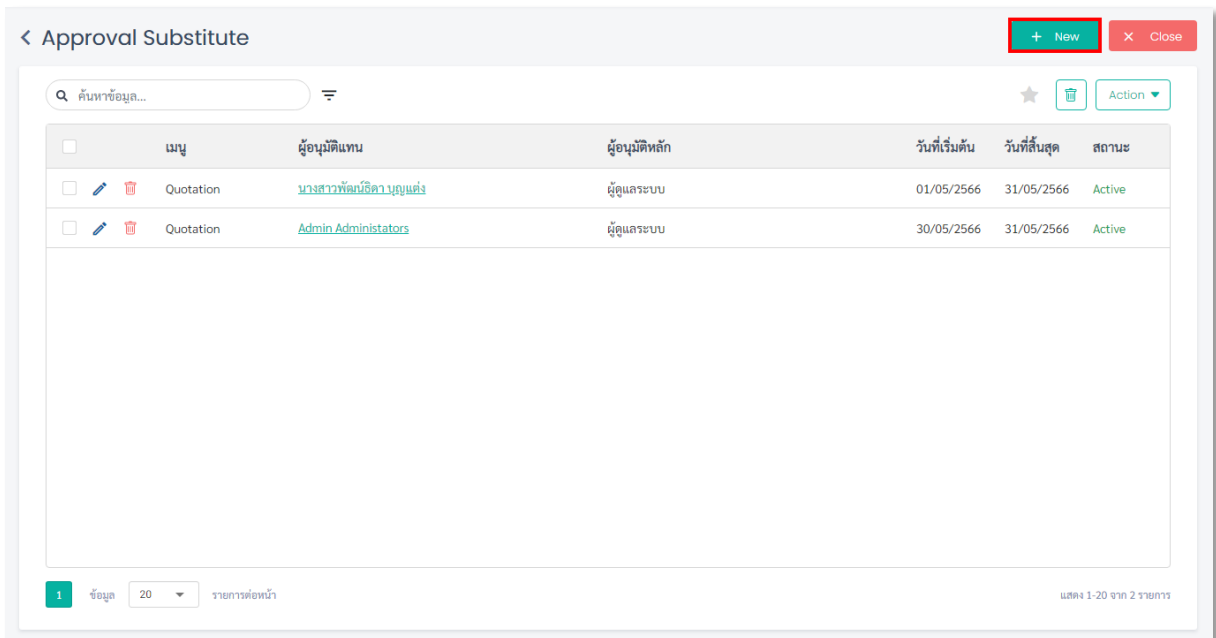 Approval Substitute
+ New
× Close
ค้นหาข้อมูล...
Action
เมนู ผู้อนุมัติแทน ผู้อนุมัติหลัก วันที่เริ่มต้น วันที่สิ้นสุด สถานะ
Quotation นางสาวพัฒน์ธิดา บุญแต่ง ผู้ดูแลระบบ 01/05/2566 31/05/2566 Active
Quotation Admin Administators ผู้ดูแลระบบ 30/05/2566 31/05/2566 Active
1 ข้อมูล 20 รายการต่อหน้า แสดง 1-20 จาก 2 รายการ